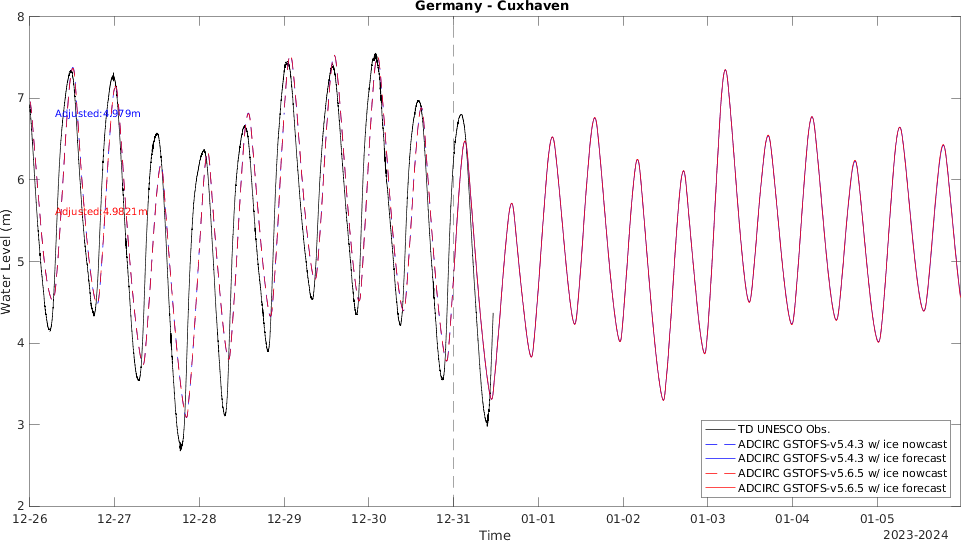 Germany - Cuxhaven
8
7
6
5
4
3
2
Water Level (m)
Adjusted:4.979m
Adjusted:4.9821m
TD UNESCO Obs.
ADCIRC GSTOFS-v5.4.3 w/ ice nowcast
ADCIRC GSTOFS-v5.4.3 w/ ice forecast
ADCIRC GSTOFS-v5.6.5 w/ ice nowcast
ADCIRC GSTOFS-v5.6.5 w/ ice forecast
12-26 12-27 12-28 12-29 12-30 12-31 01-01 01-02 01-03 01-04 01-05
Time
2023-2024